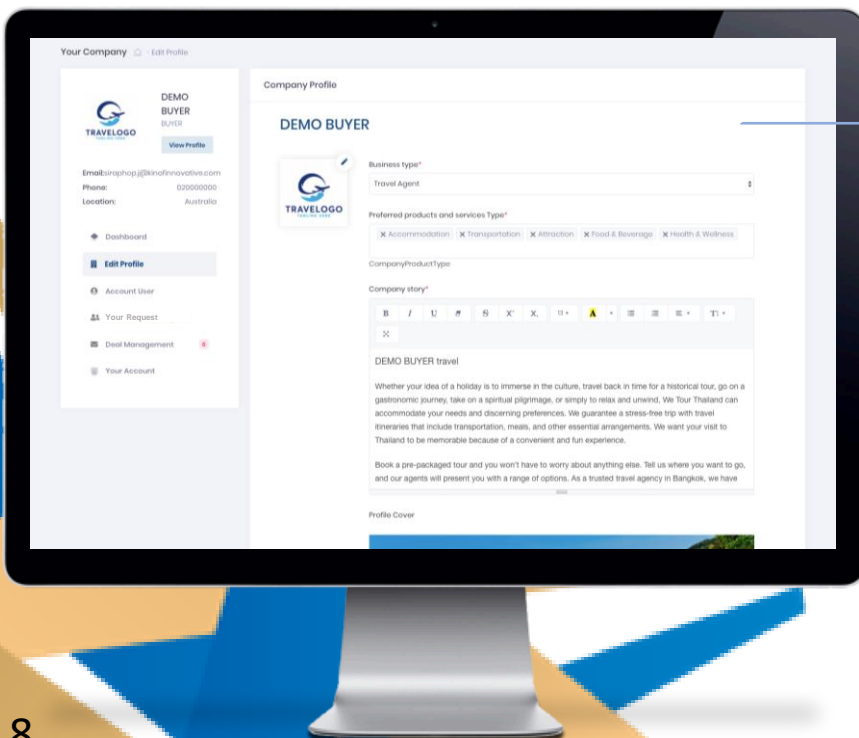 Your Company - Edit Profile
DEMO
BUYER
BUYER
TRAVELOGO
View Profile
Email:siraphop.j@kinofinnovative.com
Phone: 020000000
Location: Australia
Dashboard
Edit Profile
Account User
Your Request
Deal Management 0
Your Account
Company Profile
DEMO BUYER
TRAVELOGO
Business type*
Travel Agent
Preferred products and services Type*
× Accommodation × Transportation × Attraction × Food & Beverage × Health & Wellness
CompanyProductType
Company story*
B I U S X X A T
DEMO BUYER travel
Whether your idea of a holiday is to immerse in the culture, travel back in time for a historical tour, go on a
gastronomic journey, take on a spiritual pilgrimage, or simply to relax and unwind, We Tour Thailand can
accommodate your needs and discerning preferences. We guarantee a stress-free trip with travel
itineraries that include transportation, meals, and other essential arrangements. We want your visit to
Thailand to be memorable because of a convenient and fun experience.
Book a pre-packaged tour and you won't have to worry about anything else. Tell us where you want to go,
and our agents will present you with a range of options. As a trusted travel agency in Bangkok, we have
Profile Cover
8